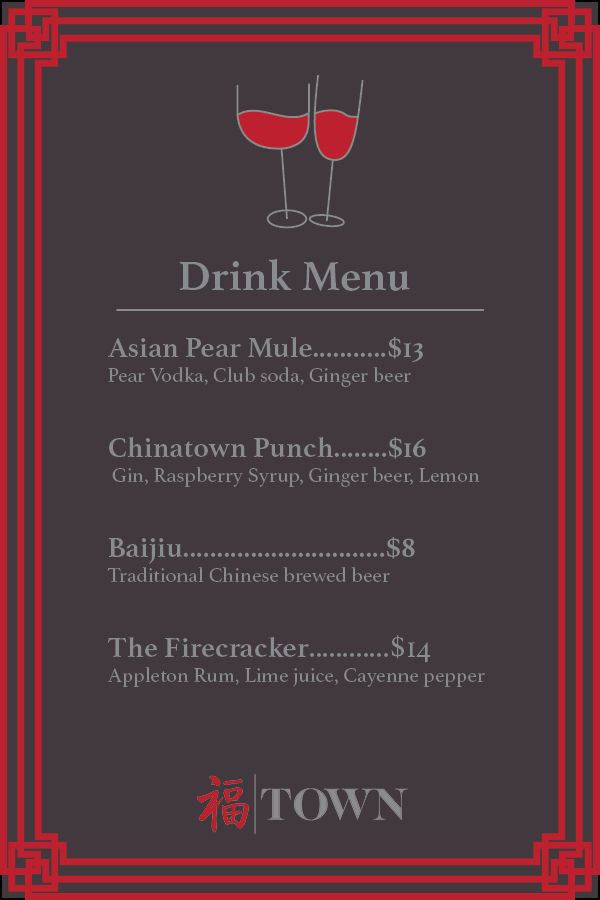 Drink Menu
Asian Pear Mule...........$13
Pear Vodka, Club soda, Ginger beer
Chinatown Punch........$16
Gin, Raspberry Syrup, Ginger beer, Lemon
Baijiu..............................$8
Traditional Chinese brewed beer
The Firecracker............$14
Appleton Rum, Lime juice, Cayenne pepper
福|TOWN